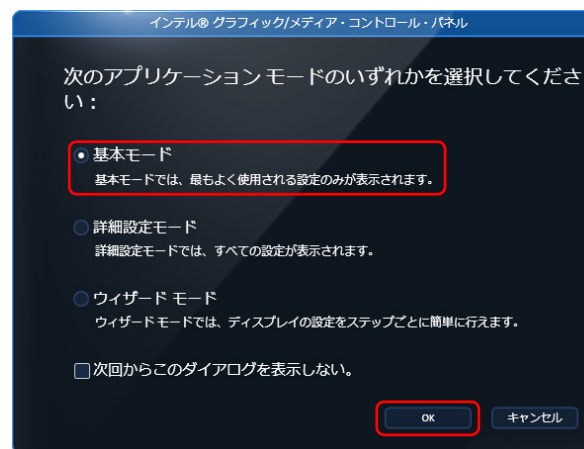 インテル® グラフィック/メディア・コントロール・パネル
次のアプリケーション モードのいずれかを選択してくださ
い：
基本モード
基本モードでは、最もよく使用される設定のみが表示されます。
詳細設定モード
詳細設定モードでは、すべての設定が表示されます。
ウィザード モード
ウィザード モードでは、ディスプレイの設定をステップごとに簡単に行えます。
次回からこのダイアログを表示しない。
OK
キャンセル